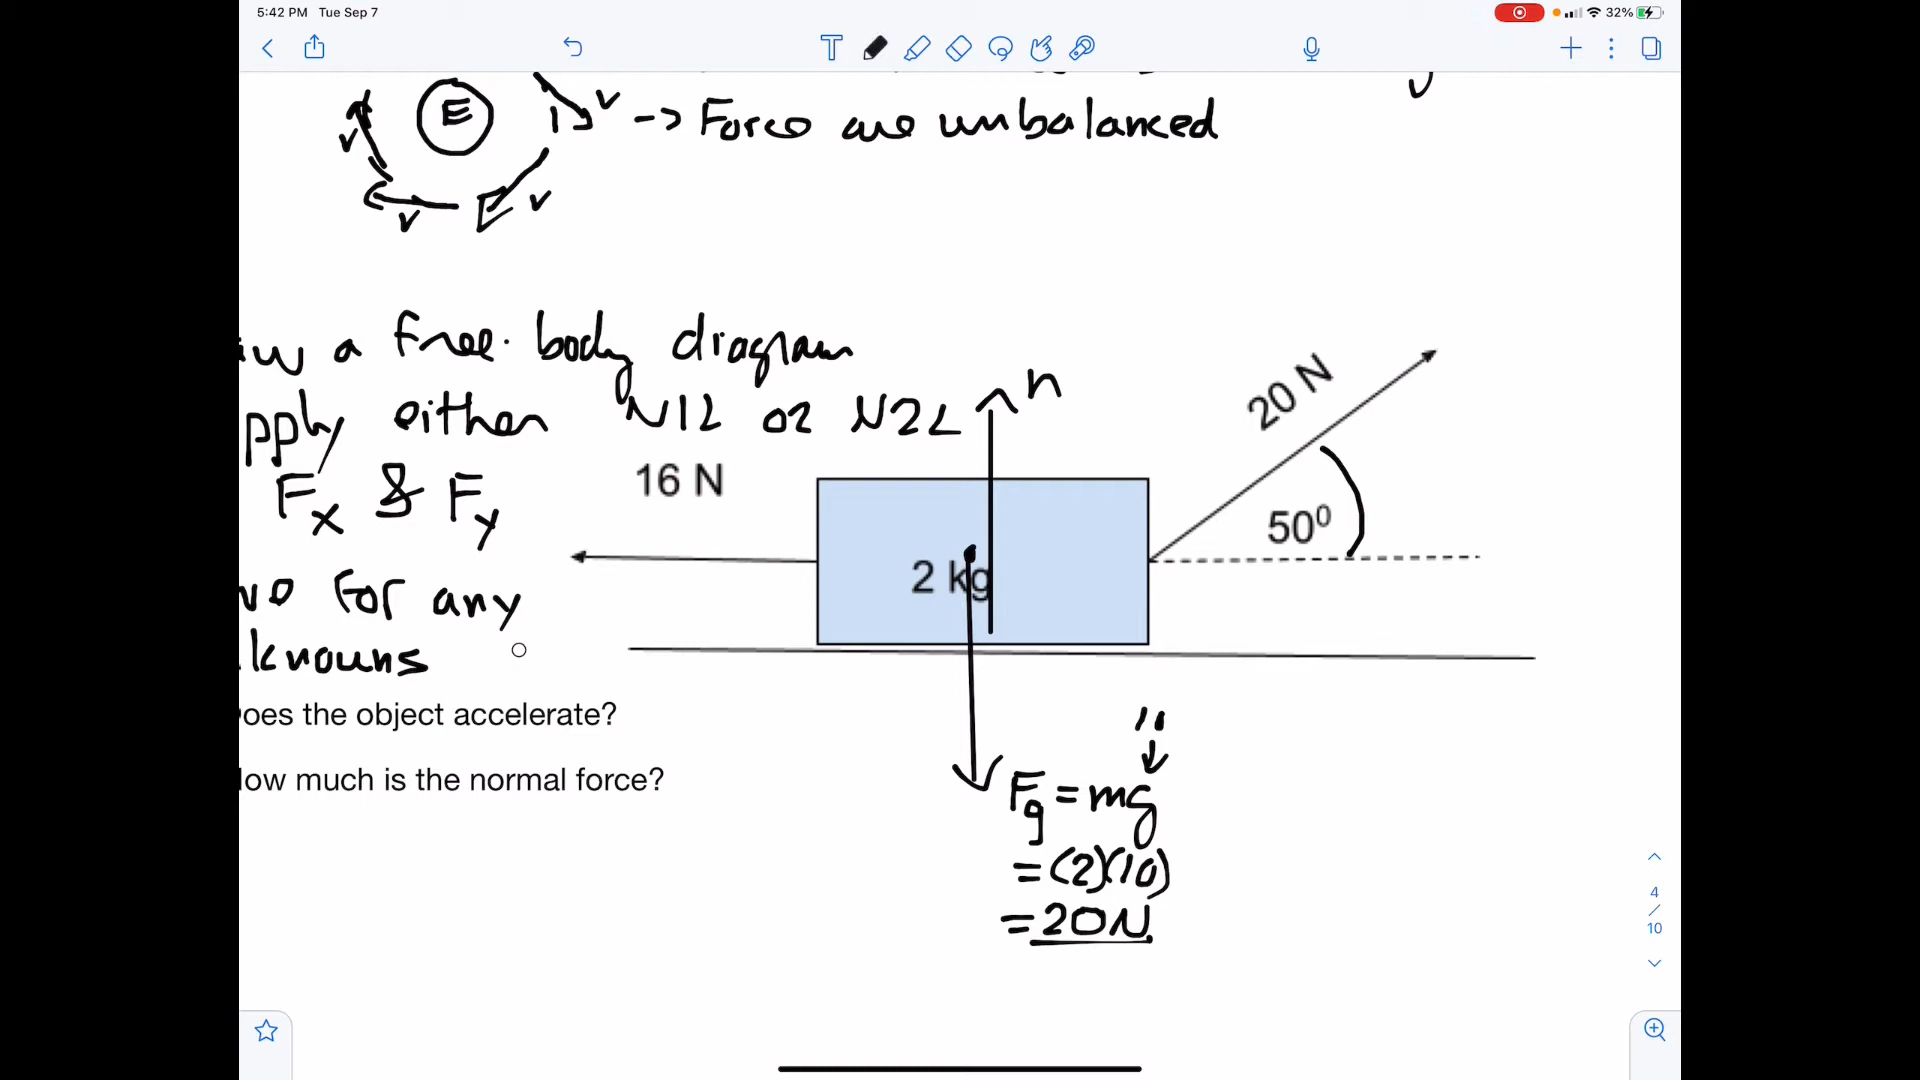 5:42 PM Tue Sep 7
32%
E
v
v
v
v
-> Force are unbalanced
a free. body diagram
pply either N1L or N2L
Fx & Fy
for any
knowns
n
16 N
20 N
50⁰
2 kg
oes the object accelerate?
ow much is the normal force?
Fg = mg
= (2)(10)
= 20N.
4
/
10